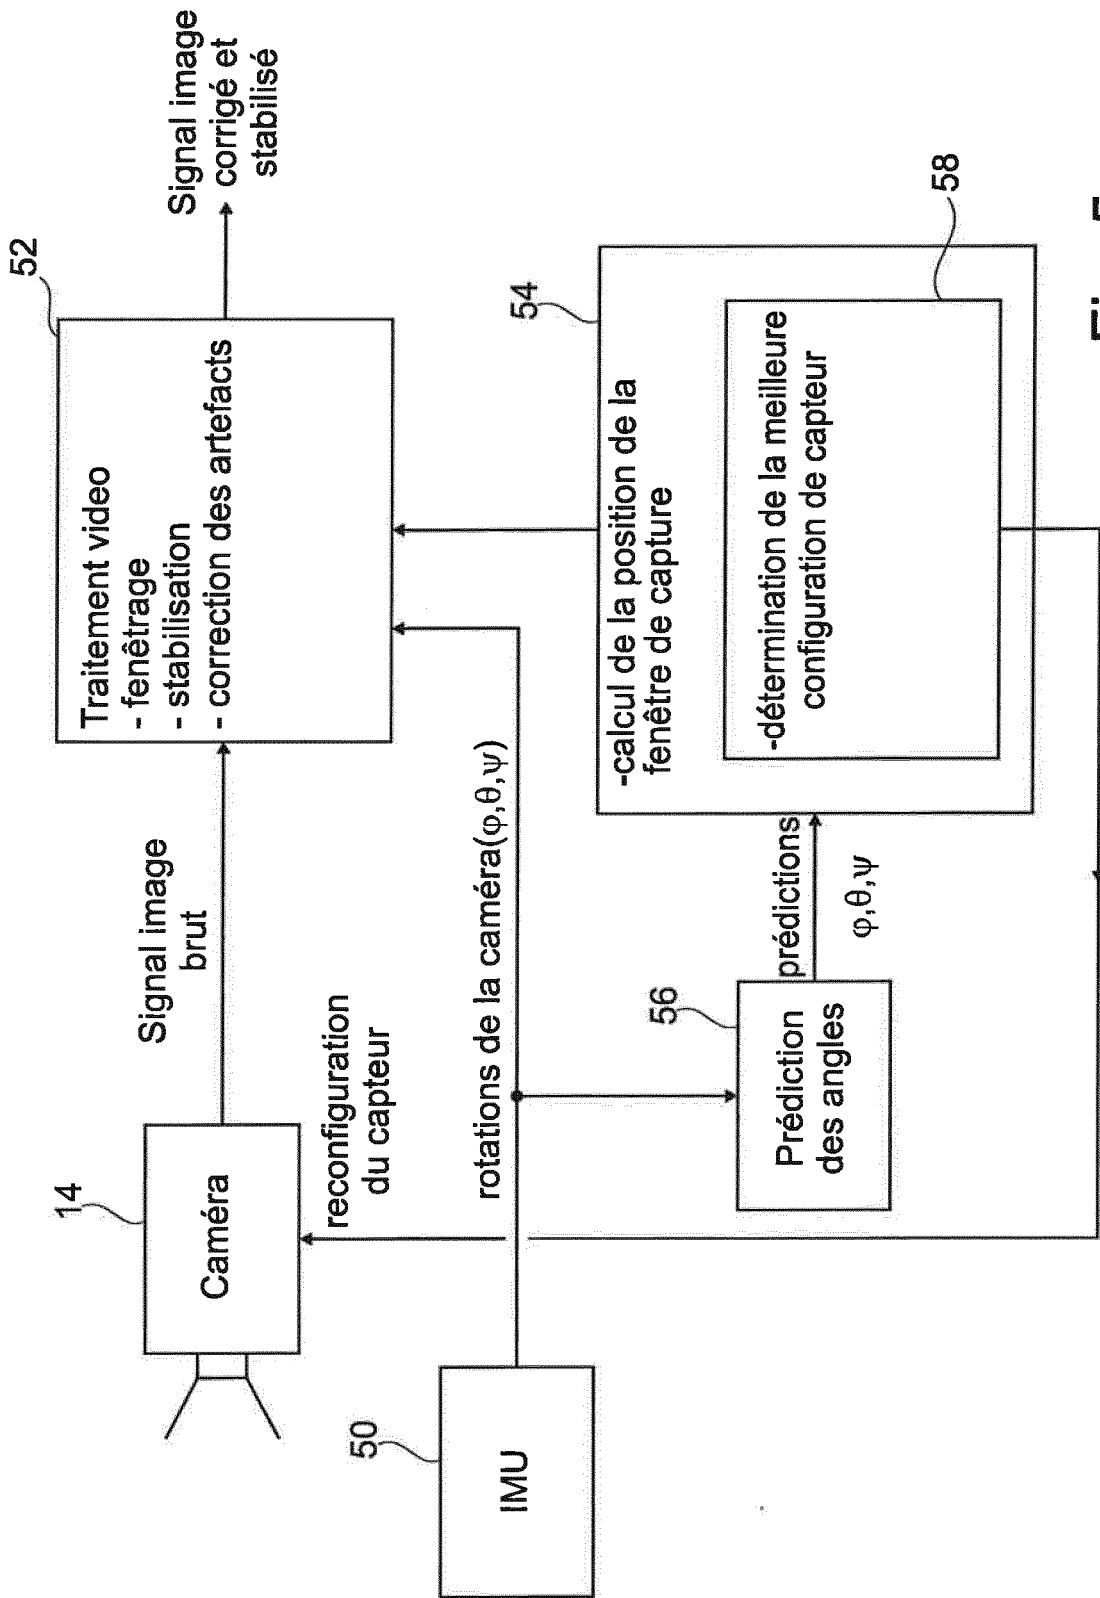 14
Caméra
Signal image
brut
52
Traitement video
- fenêtrage
- stabilisation
- correction des artefacts
Signal image
corrigé et
stabilisé
reconfiguration
du capteur
50
IMU
rotations de la caméra(φ,θ,ψ)
56
Prédiction
des angles
prédictions
φ,θ,ψ
54
-calcul de la position de la
fenêtre de capture
58
-détermination de la meilleure
configuration de capteur